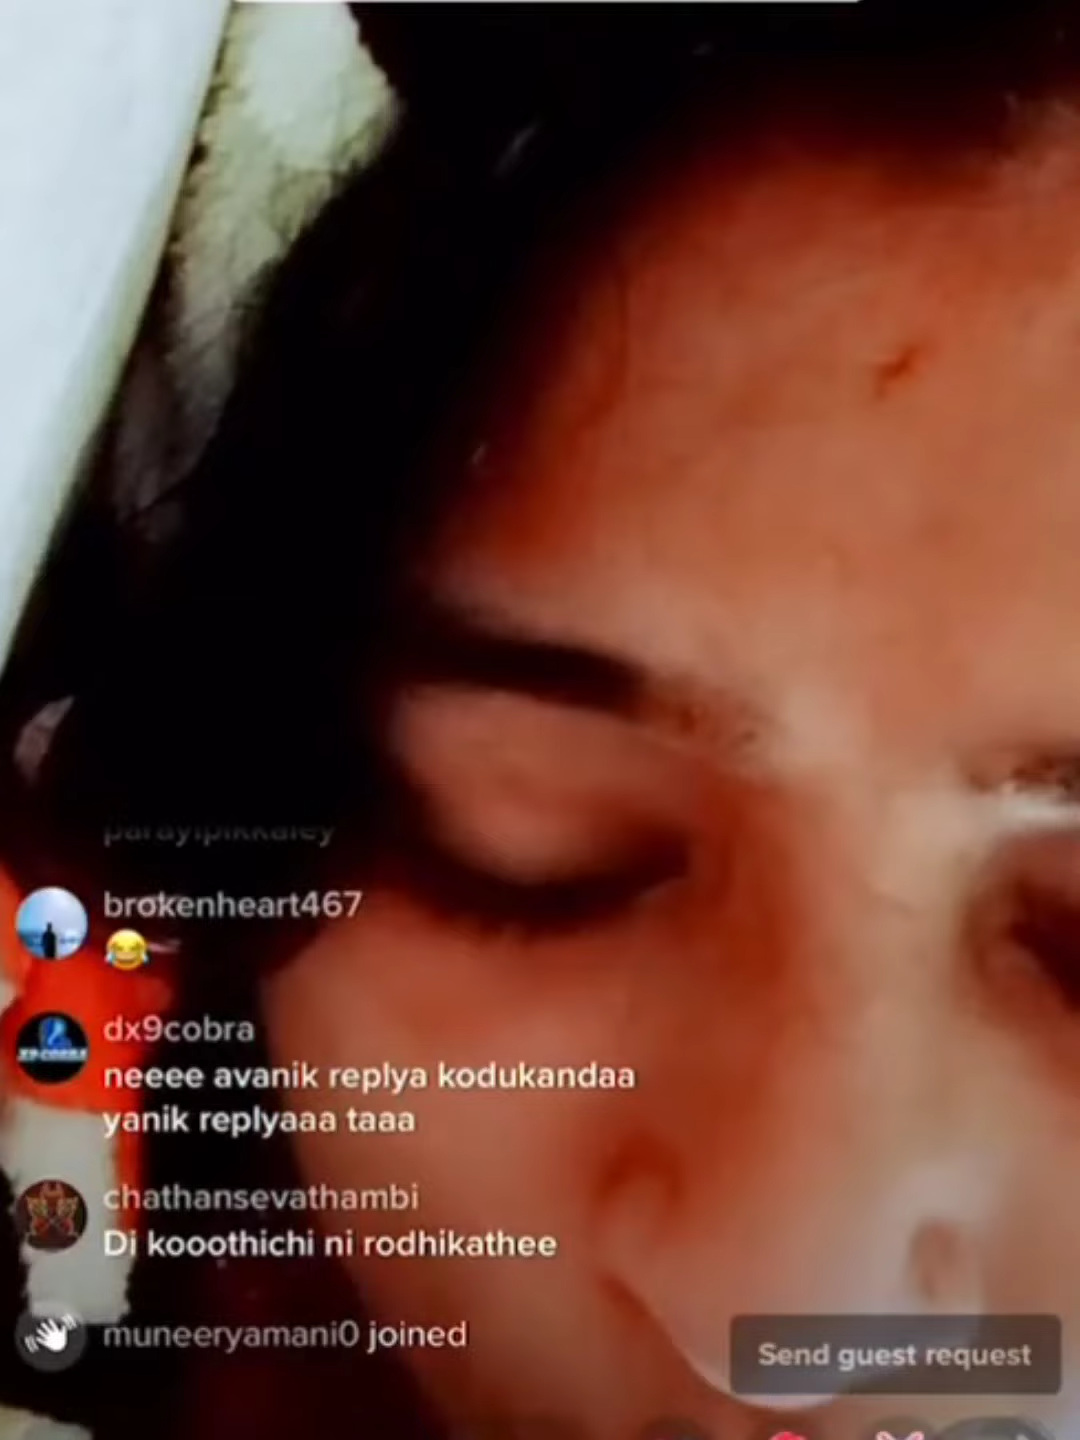 parayipikkaley
brokenheart467
😂
dx9cobra
neeee avanik replya kodukandaa
yanik replyaaa taaa
chathansevathambi
Di kooothichi ni rodhikathee
muneeryamani0 joined
Send guest request